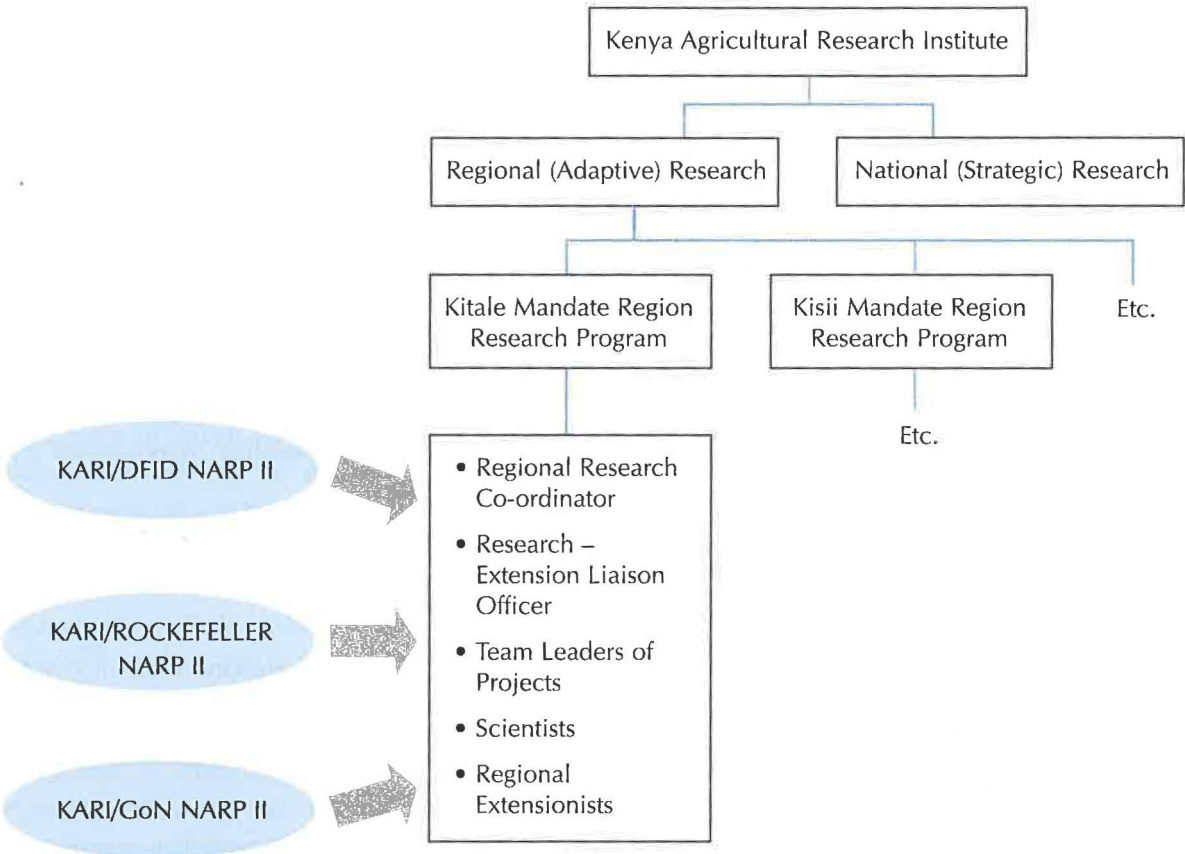 Kenya Agricultural Research Institute
Regional (Adaptive) Research
National (Strategic) Research
Kitale Mandate Region
Research Program
Kisii Mandate Region
Research Program
Etc.
Etc.
KARI/DFID NARP II
KARI/ROCKEFELLER
NARP II
KARI/GoN NARP II
• Regional Research
Co-ordinator
• Research –
Extension Liaison
Officer
• Team Leaders of
Projects
• Scientists
• Regional
Extensionists